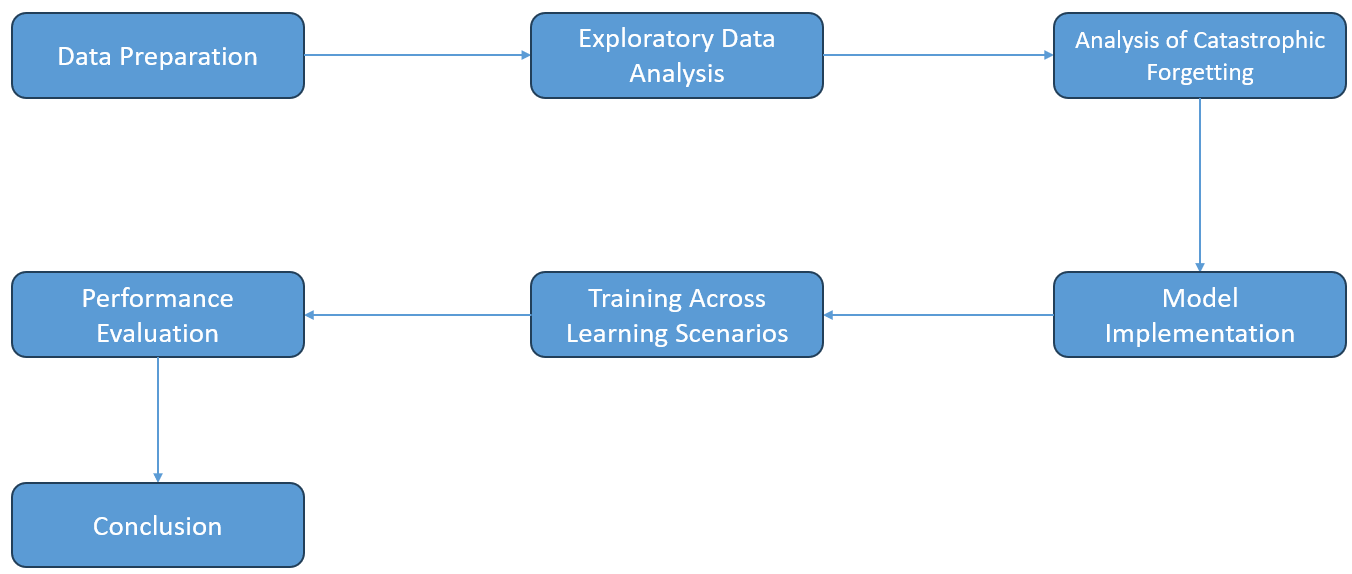 Data Preparation
Exploratory Data
Analysis
Analysis of Catastrophic
Forgetting
Model
Implementation
Training Across
Learning Scenarios
Performance
Evaluation
Conclusion